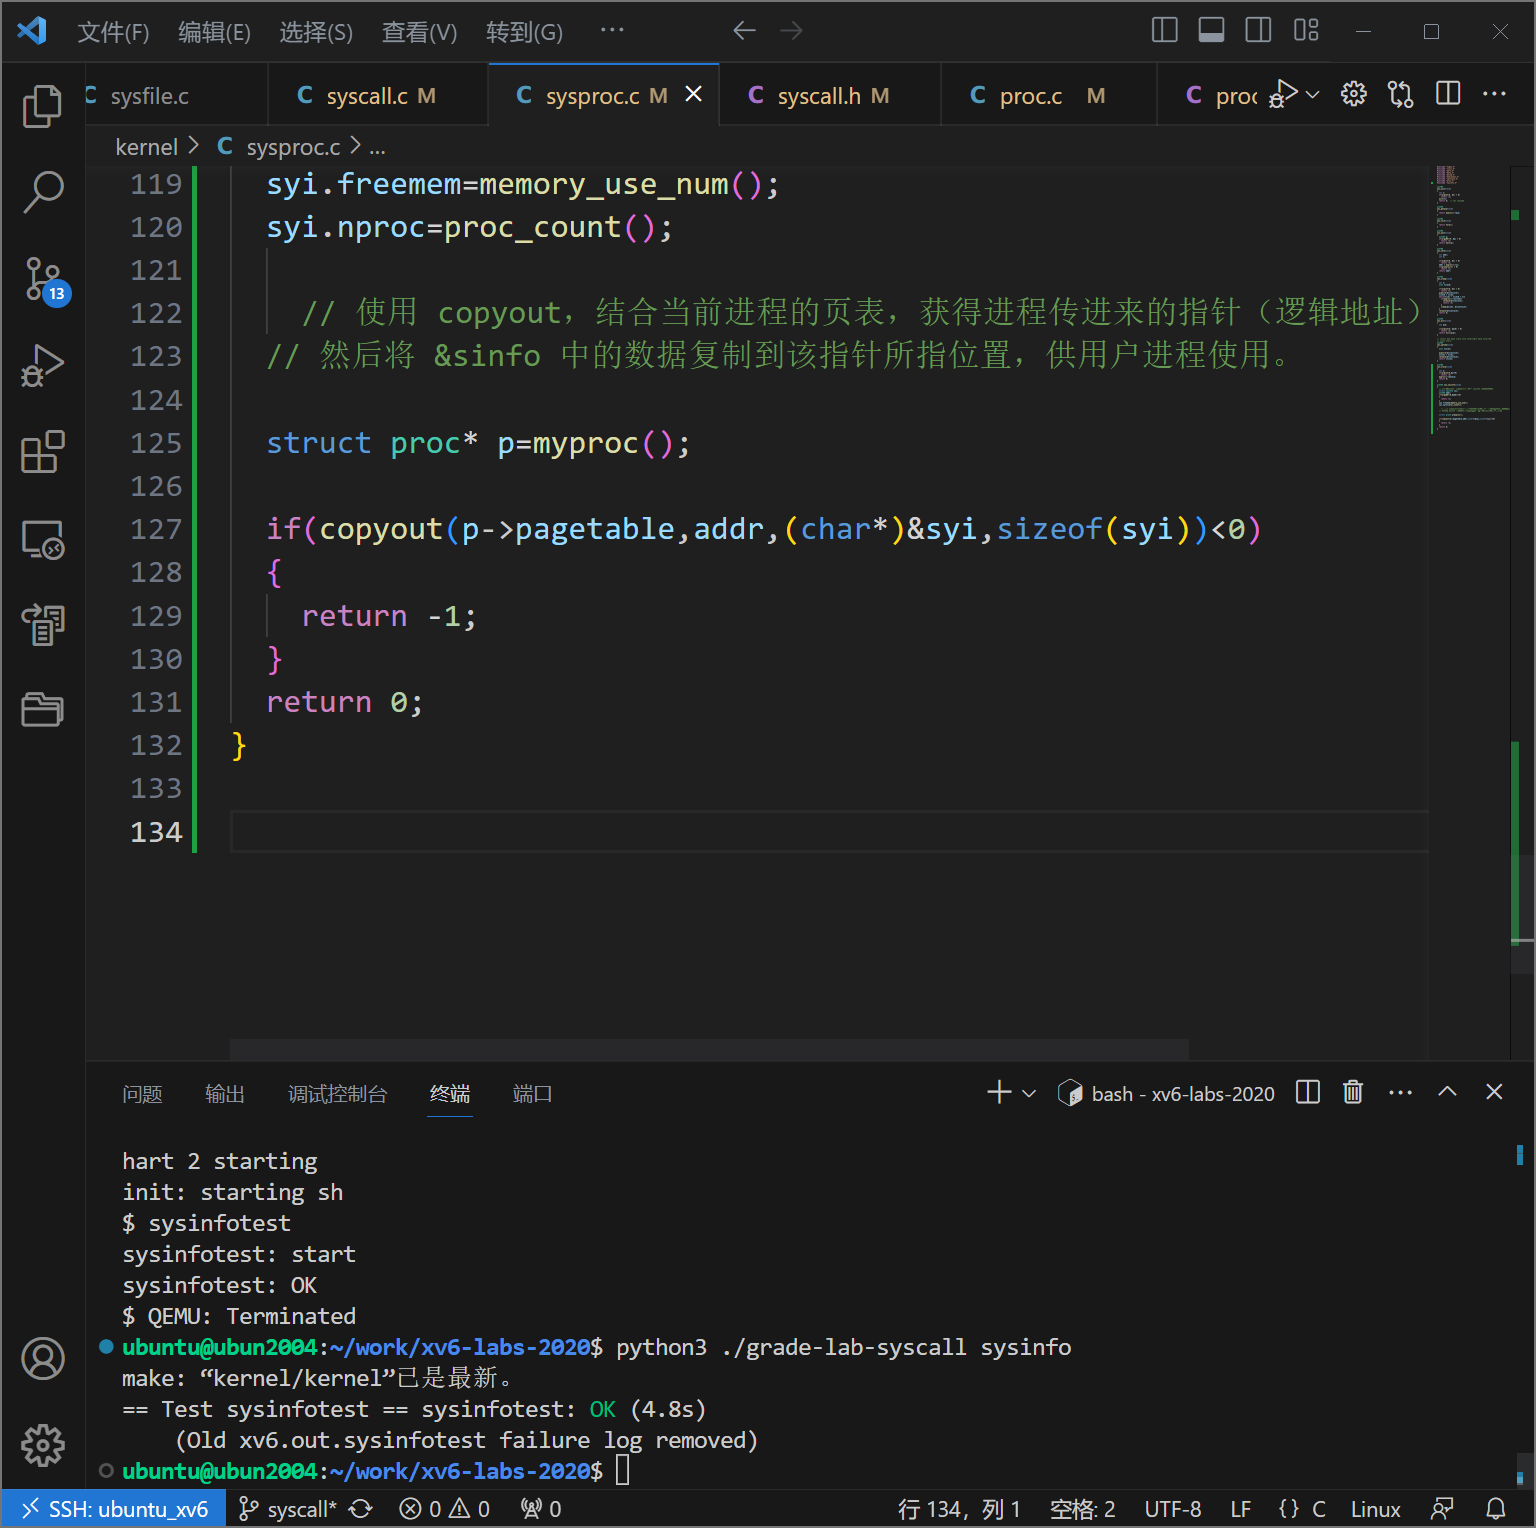 文件(F) 编辑(E) 选择(S) 查看(V) 转到(G) ···
C sysfile.c C syscall.c M C sysproc.c M C syscall.h M C proc.c M C proc
kernel > C sysproc.c > ...
119 syi.freemem=memory_use_num();
120 syi.nproc=proc_count();
121
122 // 使用 copyout，结合当前进程的页表，获得进程传进来的指针（逻辑地址）
123 // 然后将 &sinfo 中的数据复制到该指针所指位置，供用户进程使用。
124
125 struct proc* p=myproc();
126
127 if(copyout(p->pagetable,addr,(char*)&syi,sizeof(syi))<0)
128 {
129 return -1;
130 }
131 return 0;
132 }
133
134
13
问题 输出 调试控制台 终端 端口 bash - xv6-labs-2020
hart 2 starting
init: starting sh
$ sysinfotest
sysinfotest: start
sysinfotest: OK
$ QEMU: Terminated
ubuntu@ubun2004:~/work/xv6-labs-2020$ python3 ./grade-lab-syscall sysinfo
make: “kernel/kernel”已是最新。
== Test sysinfotest == sysinfotest: OK (4.8s)
(Old xv6.out.sysinfotest failure log removed)
ubuntu@ubun2004:~/work/xv6-labs-2020$
SSH: ubuntu_xv6 syscall* 0 0 0 行 134，列 1 空格: 2 UTF-8 LF {} C Linux